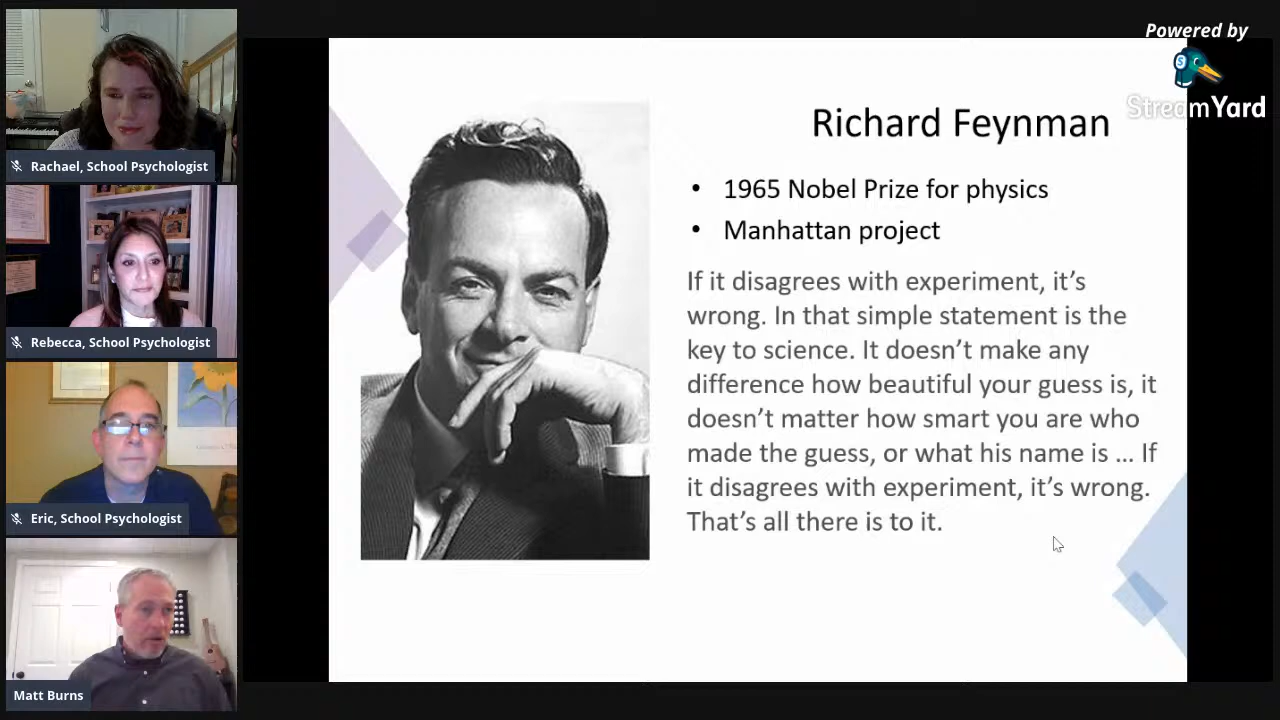 Powered by
StreamYard
Rachael, School Psychologist
Rebecca, School Psychologist
Eric, School Psychologist
Matt Burns
Richard Feynman
• 1965 Nobel Prize for physics
• Manhattan project
If it disagrees with experiment, it’s
wrong. In that simple statement is the
key to science. It doesn’t make any
difference how beautiful your guess is, it
doesn’t matter how smart you are who
made the guess, or what his name is … If
it disagrees with experiment, it’s wrong.
That’s all there is to it.